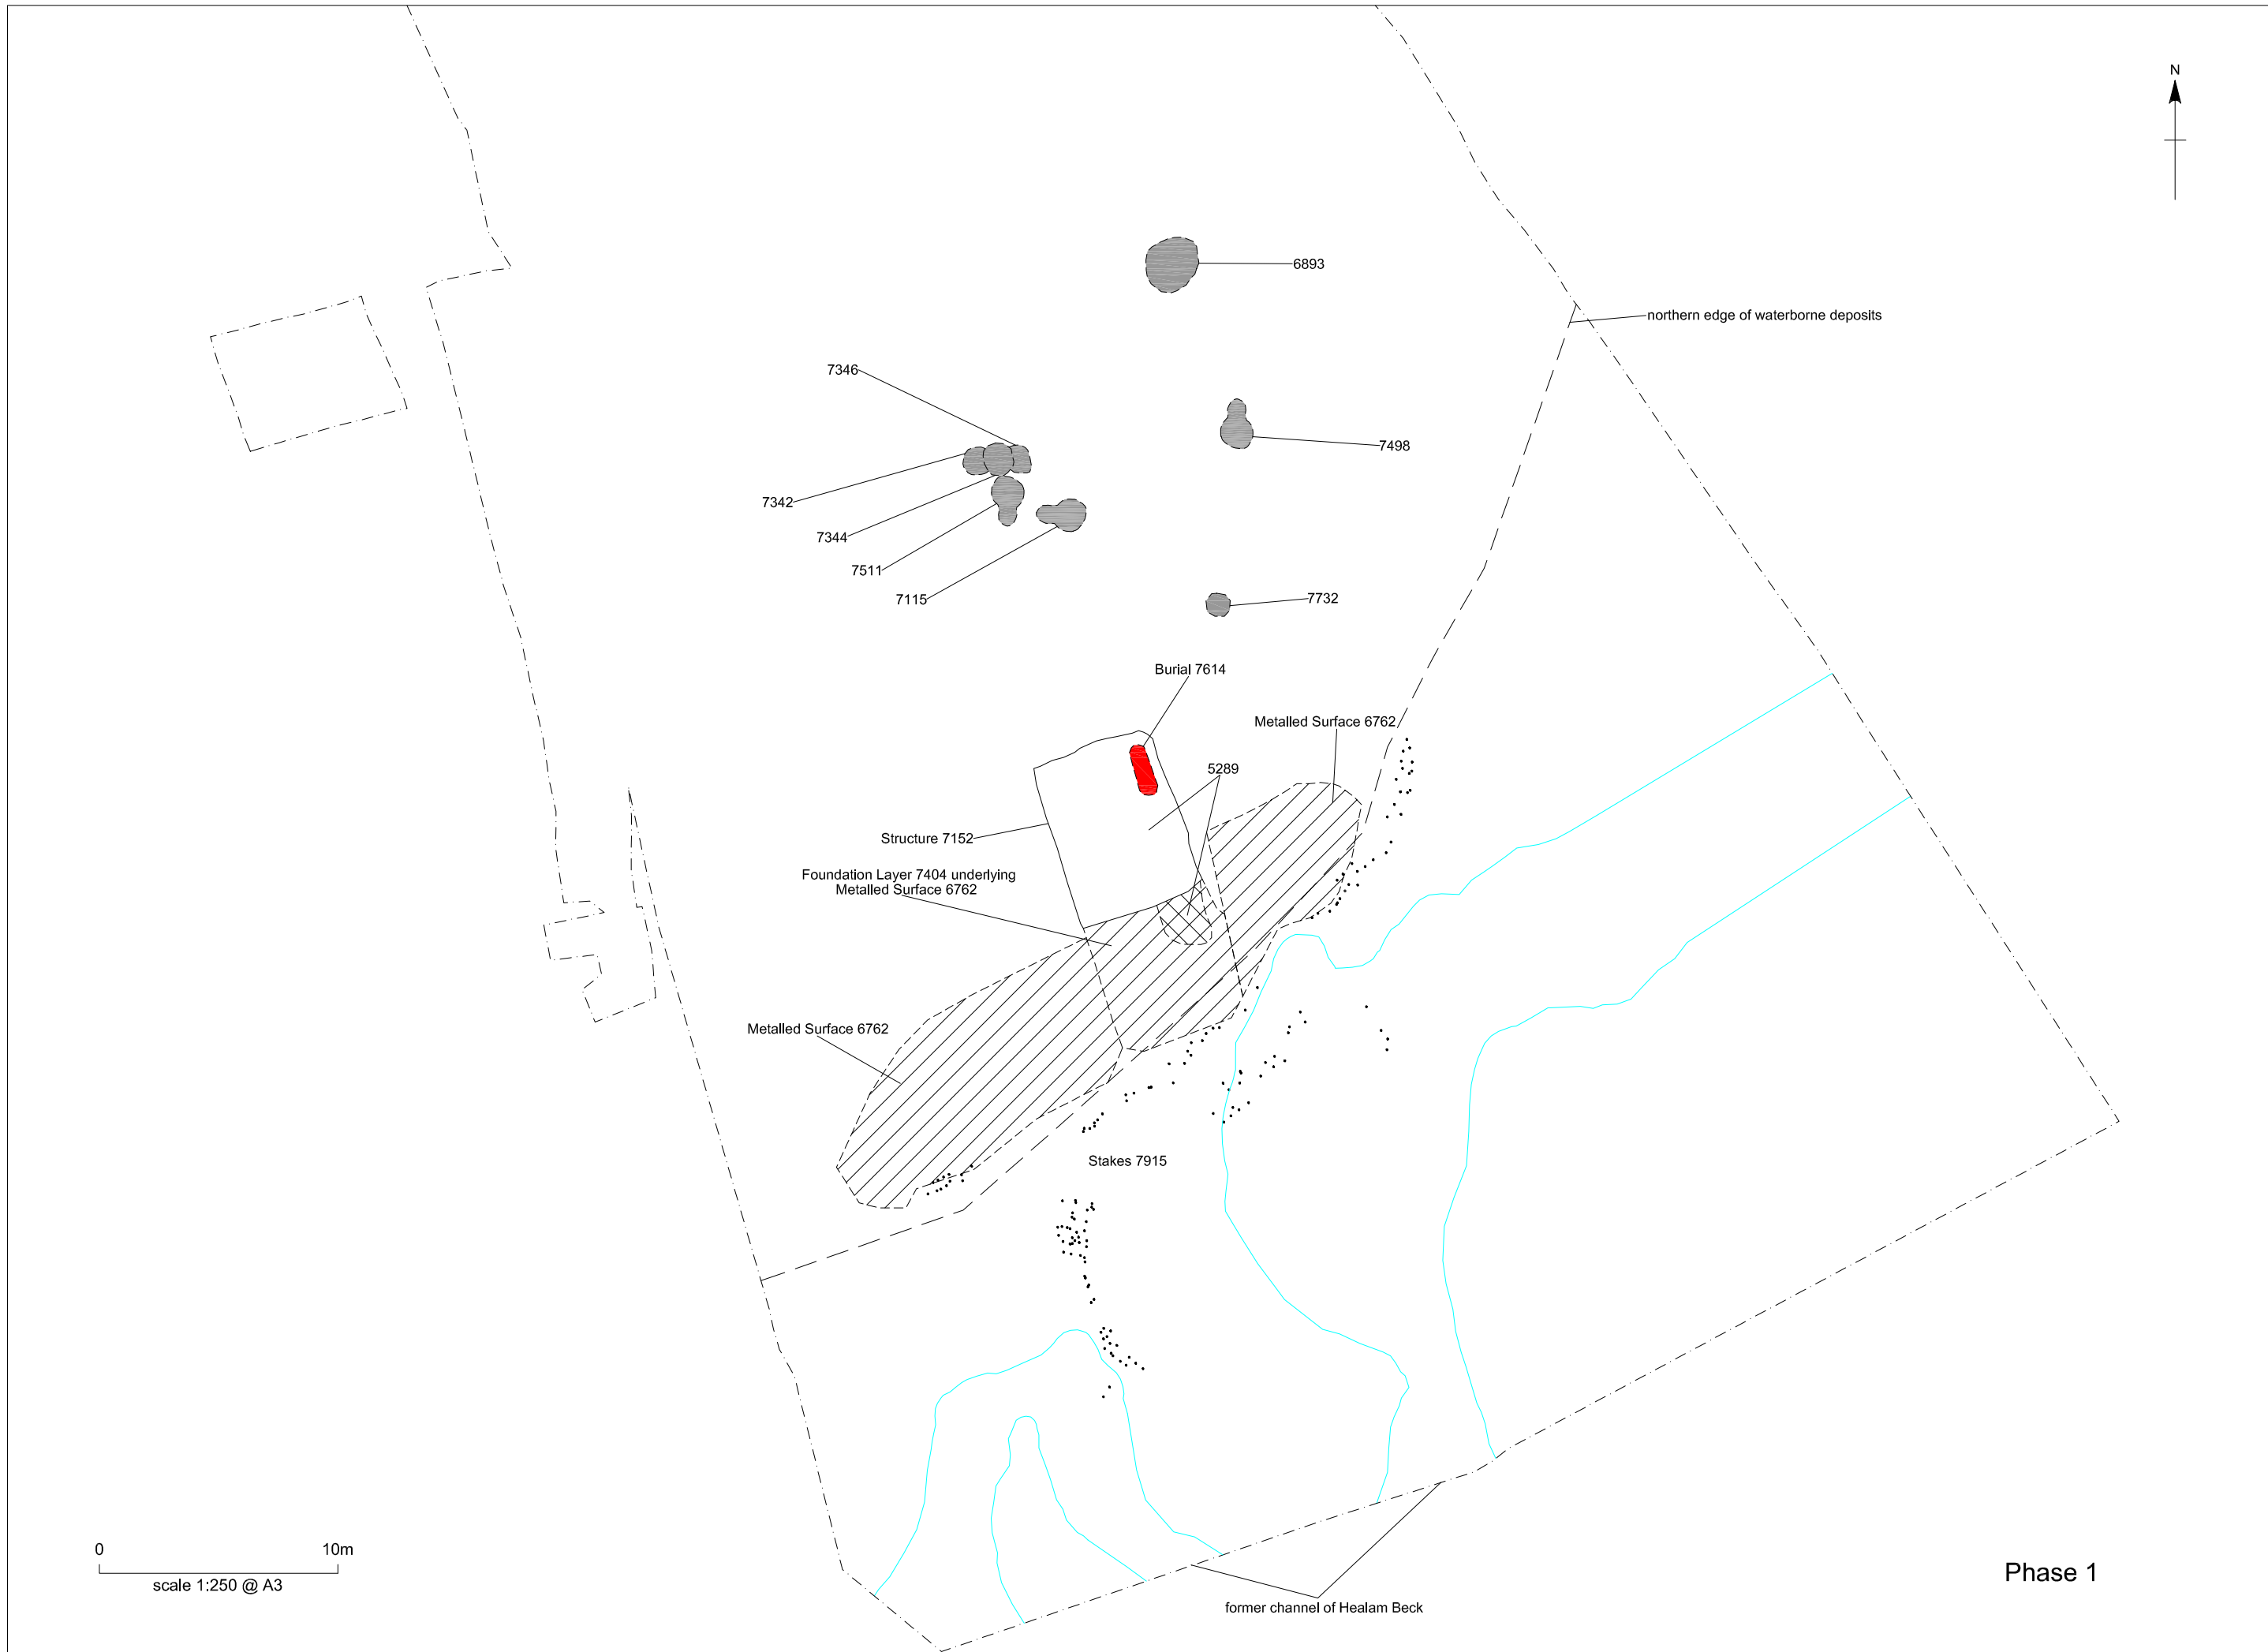 N
6893
northern edge of waterborne deposits
7346
7498
7342
7344
7511
7115
7732
Burial 7614
Metalled Surface 6762
5289
Structure 7152
Foundation Layer 7404 underlying
Metalled Surface 6762
Metalled Surface 6762
Stakes 7915
0 10m
scale 1:250 @ A3
Phase 1
former channel of Healam Beck